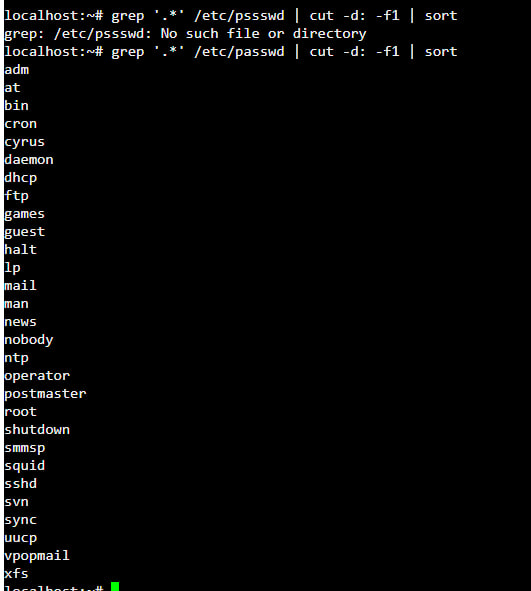 localhost:~# grep '.*' /etc/pssswd | cut -d: -f1 | sort
grep: /etc/pssswd: No such file or directory
localhost:~# grep '.*' /etc/passwd | cut -d: -f1 | sort
adm
at
bin
cron
cyrus
daemon
dhcp
ftp
games
guest
halt
lp
mail
man
news
nobody
ntp
operator
postmaster
root
shutdown
smmsp
squid
sshd
svn
sync
uucp
vpopmail
xfs
localhost:~#